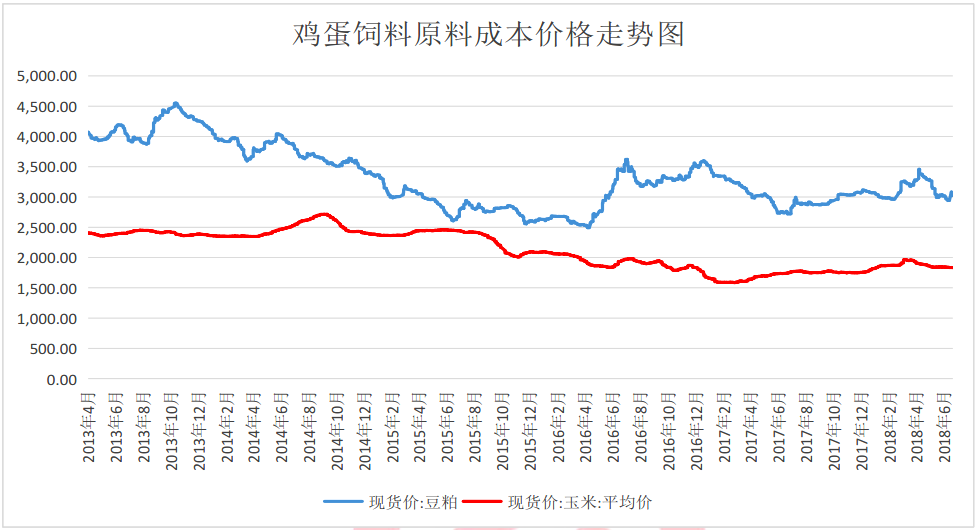 鸡蛋饲料原料成本价格走势图
5,000.00
4,500.00
4,000.00
3,500.00
3,000.00
2,500.00
2,000.00
1,500.00
1,000.00
500.00
0.00
2013年4月
2013年6月
2013年8月
2013年10月
2013年12月
2014年2月
2014年4月
2014年6月
2014年8月
2014年10月
2014年12月
2015年2月
2015年4月
2015年6月
2015年8月
2015年10月
2015年12月
2016年2月
2016年4月
2016年6月
2016年8月
2016年10月
2016年12月
2017年2月
2017年4月
2017年6月
2017年8月
2017年10月
2017年12月
2018年2月
2018年4月
2018年6月
现货价:豆粕 现货价:玉米:平均价